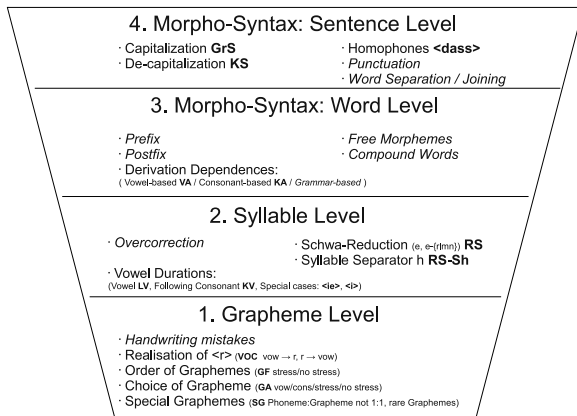 4. Morpho-Syntax: Sentence Level
· Capitalization GrS
· De-capitalization KS
· Homophones <dass>
· Punctuation
· Word Separation / Joining
3. Morpho-Syntax: Word Level
· Prefix
· Postfix
· Free Morphemes
· Compound Words
· Derivation Dependences:
( Vowel-based VA / Consonant-based KA / Grammar-based )
2. Syllable Level
· Overcorrection
· Schwa-Reduction (e, e-{rlmn}) RS
· Syllable Separator h RS-Sh
· Vowel Durations:
(Vowel LV, Following Consonant KV, Special cases: <ie>, <i>)
1. Grapheme Level
· Handwriting mistakes
· Realisation of <r> (VOC vow → r, r → vow)
· Order of Graphemes (GF stress/no stress)
· Choice of Grapheme (GA vow/cons/stress/no stress)
· Special Graphemes (SG Phoneme:Grapheme not 1:1, rare Graphemes)